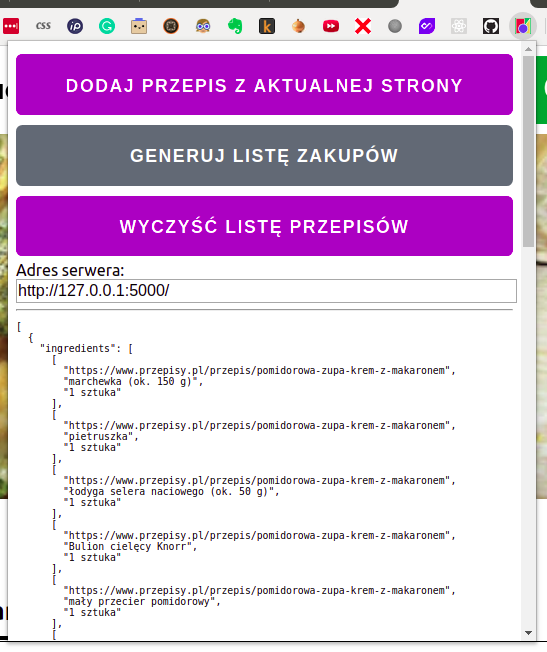 css
iP
k
DODAJ PRZEPIS Z AKTUALNEJ STRONY
GENERUJ LISTĘ ZAKUPÓW
WYCZYŚĆ LISTĘ PRZEPISÓW
Adres serwera:
http://127.0.0.1:5000/
[
{
"ingredients": [
[
"https://www.przepisy.pl/przepis/pomidorowa-zupa-krem-z-makaronem",
"marchewka (ok. 150 g)",
"1 sztuka"
],
[
"https://www.przepisy.pl/przepis/pomidorowa-zupa-krem-z-makaronem",
"pietruszka",
"1 sztuka"
],
[
"https://www.przepisy.pl/przepis/pomidorowa-zupa-krem-z-makaronem",
"łodyga selera naciowego (ok. 50 g)",
"1 sztuka"
],
[
"https://www.przepisy.pl/przepis/pomidorowa-zupa-krem-z-makaronem",
"Bulion cielęcy Knorr",
"1 sztuka"
],
[
"https://www.przepisy.pl/przepis/pomidorowa-zupa-krem-z-makaronem",
"mały przecier pomidorowy",
"1 sztuka"
],
[